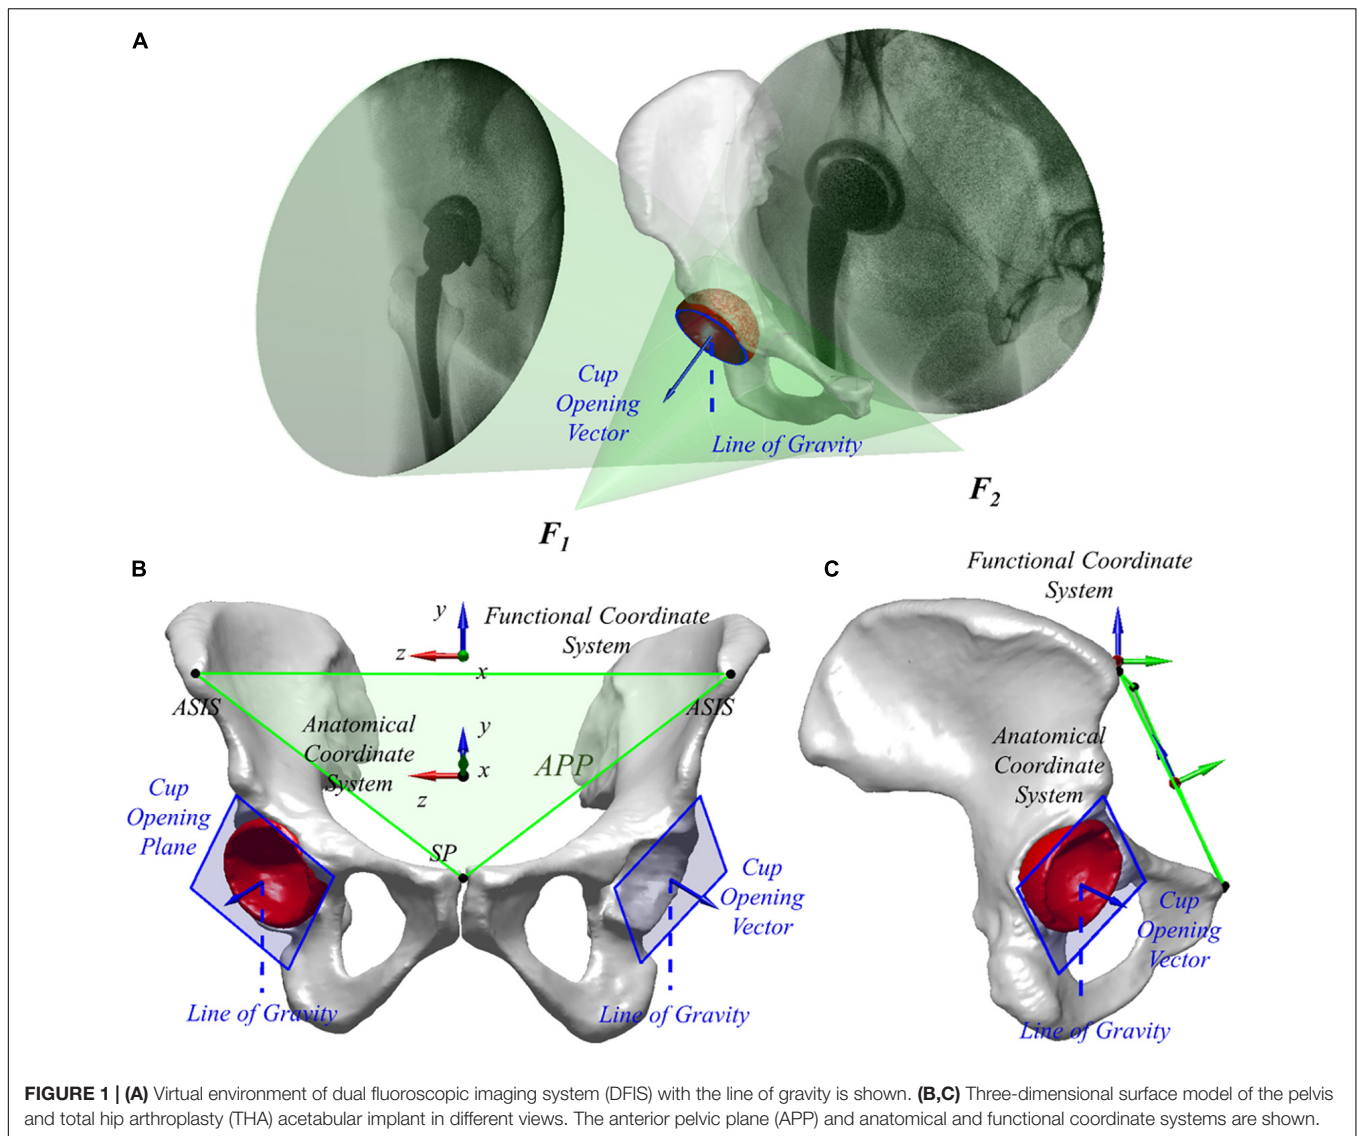 A
Cup
Opening
Vector
Line of Gravity
F1
F2
B
y
Functional Coordinate
System
z
x
ASIS
ASIS
Anatomical
Coordinate
System
y
x
z
APP
Cup
Opening
Plane
SP
Cup
Opening
Vector
Line of Gravity
Line of Gravity
C
Functional Coordinate
System
Anatomical
Coordinate
System
Cup
Opening
Vector
Line of Gravity
FIGURE 1 | (A) Virtual environment of dual fluoroscopic imaging system (DFIS) with the line of gravity is shown. (B,C) Three-dimensional surface model of the pelvis
and total hip arthroplasty (THA) acetabular implant in different views. The anterior pelvic plane (APP) and anatomical and functional coordinate systems are shown.